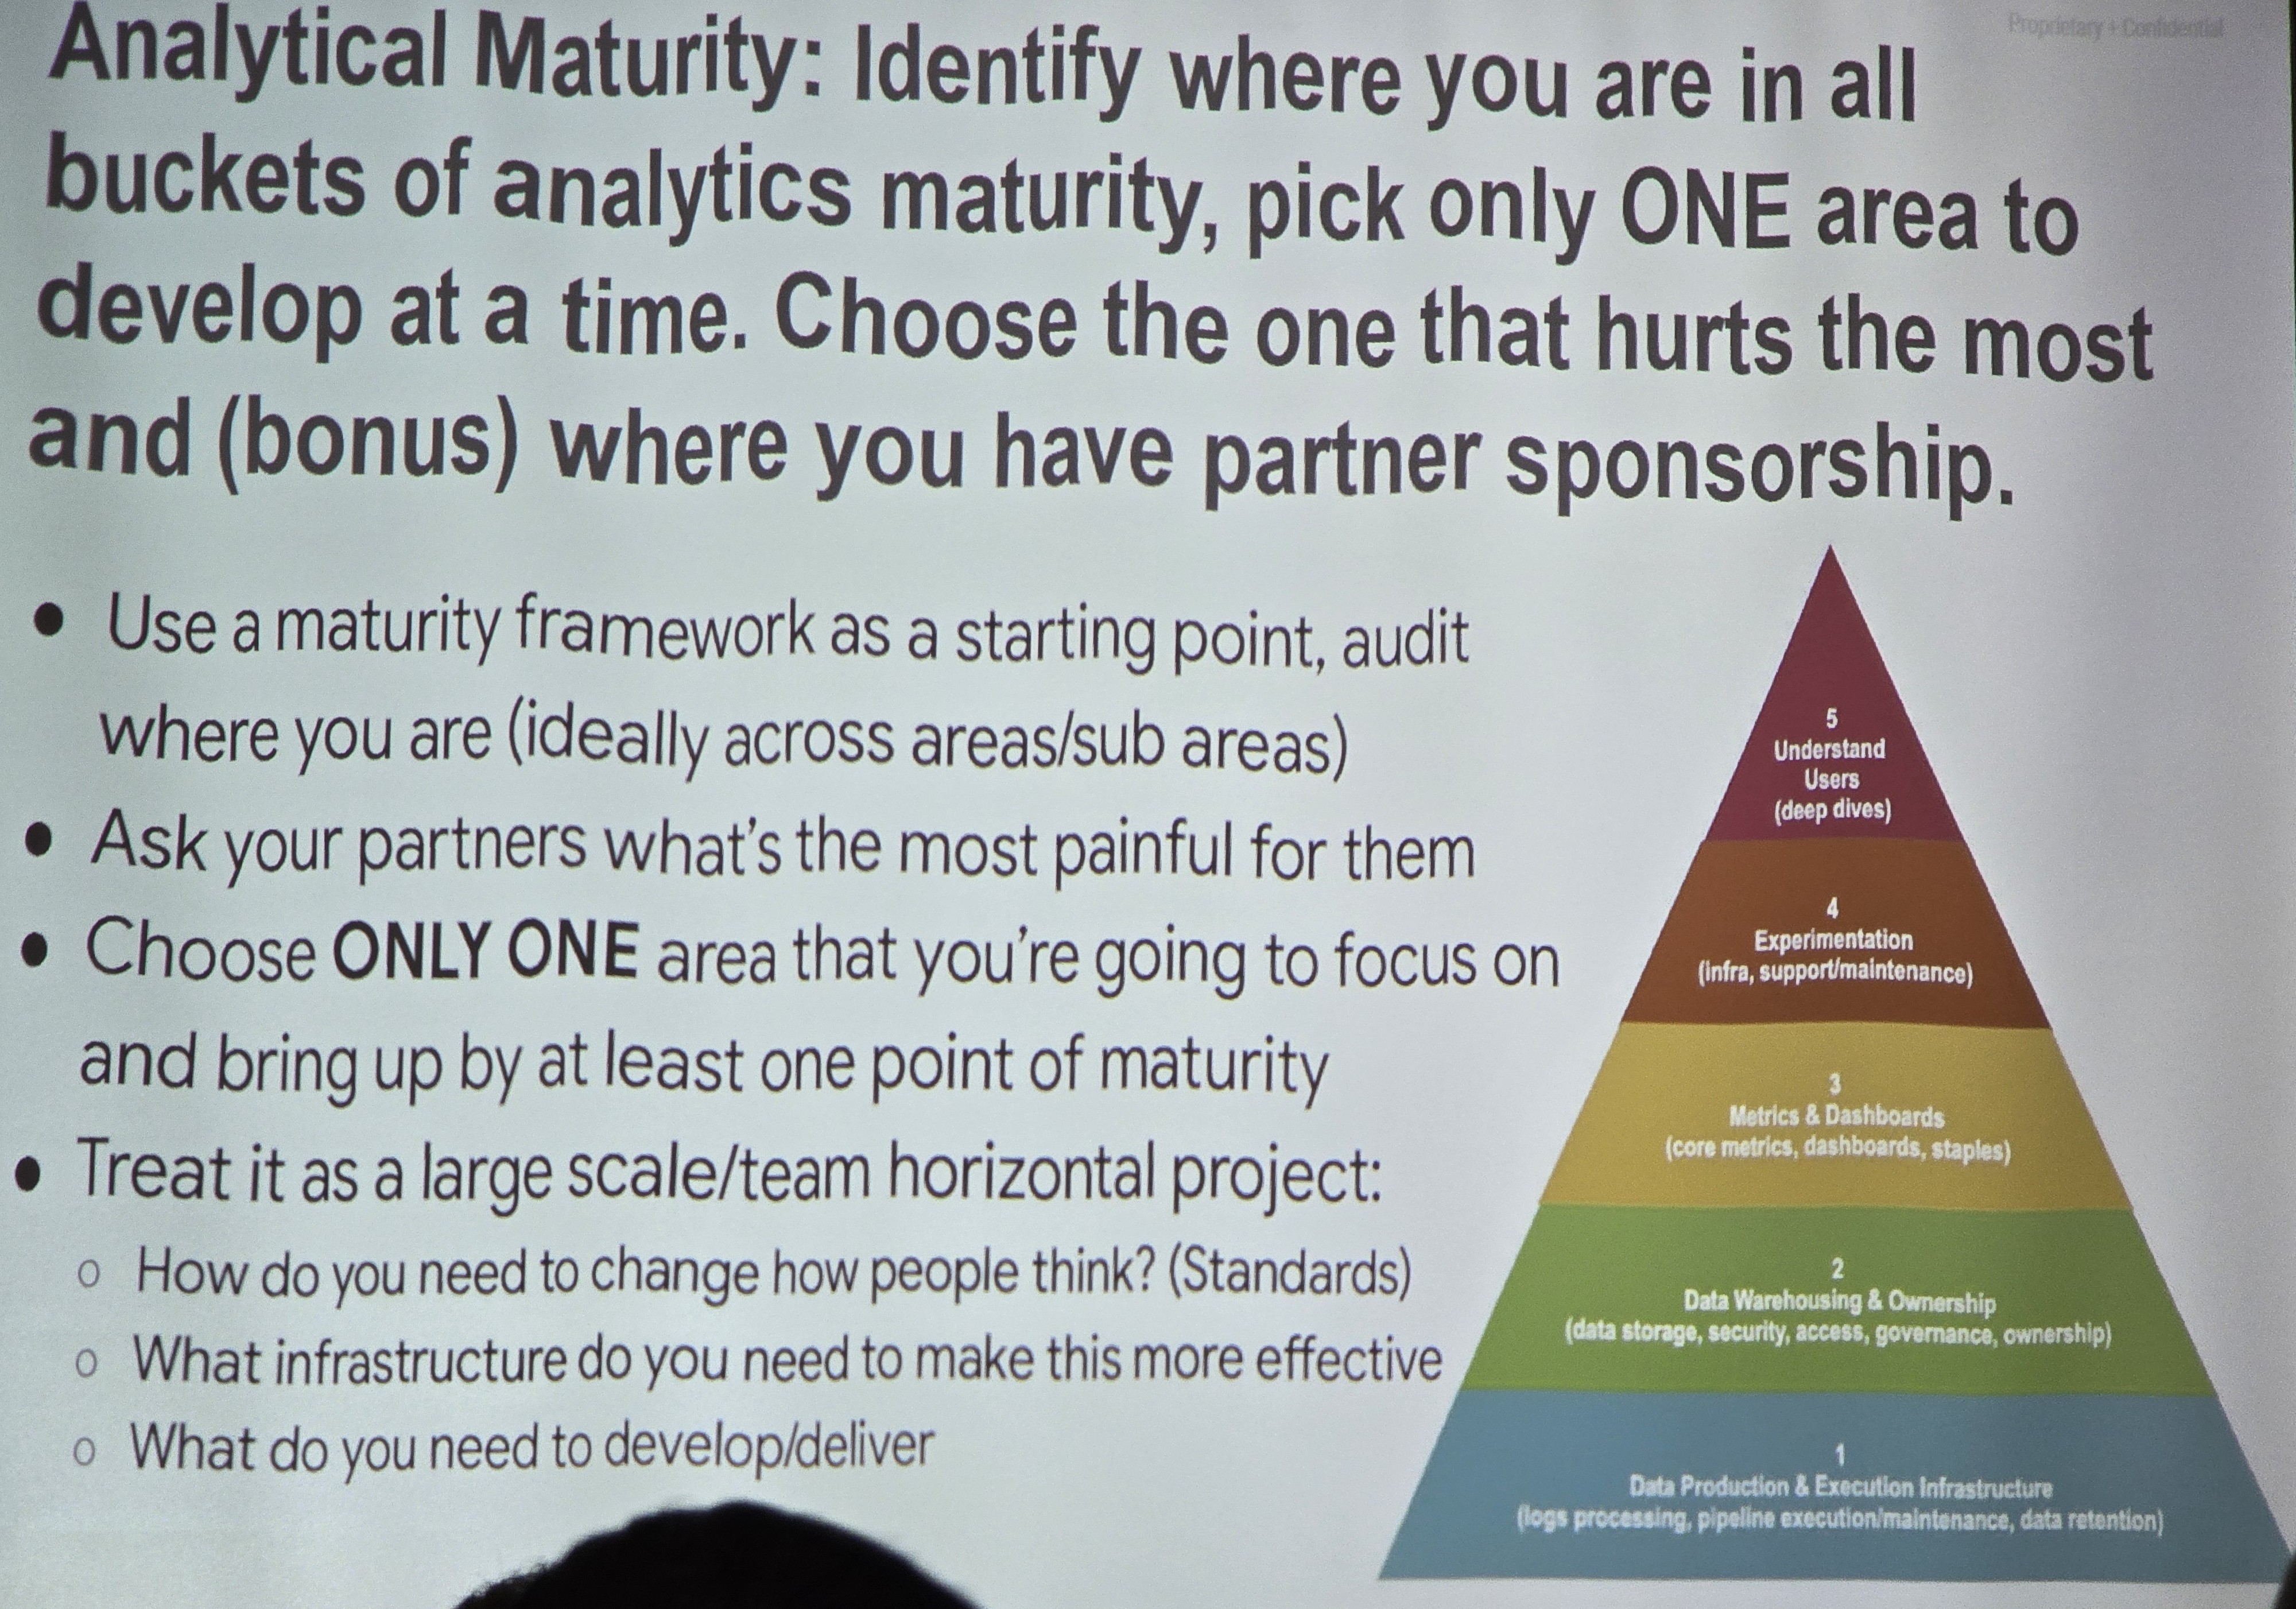 Proprietary + Confidential
Analytical Maturity: Identify where you are in all
buckets of analytics maturity, pick only ONE area to
develop at a time. Choose the one that hurts the most
and (bonus) where you have partner sponsorship.
• Use a maturity framework as a starting point, audit
where you are (ideally across areas/sub areas)
• Ask your partners what's the most painful for them
• Choose ONLY ONE area that you're going to focus on
and bring up by at least one point of maturity
• Treat it as a large scale/team horizontal project:
o How do you need to change how people think? (Standards)
o What infrastructure do you need to make this more effective
o What do you need to develop/deliver
5
Understand
Users
(deep dives)
4
Experimentation
(infra, support/maintenance)
3
Metrics & Dashboards
(core metrics, dashboards, staples)
2
Data Warehousing & Ownership
(data storage, security, access, governance, ownership)
1
Data Production & Execution Infrastructure
(logs processing, pipeline execution/maintenance, data retention)